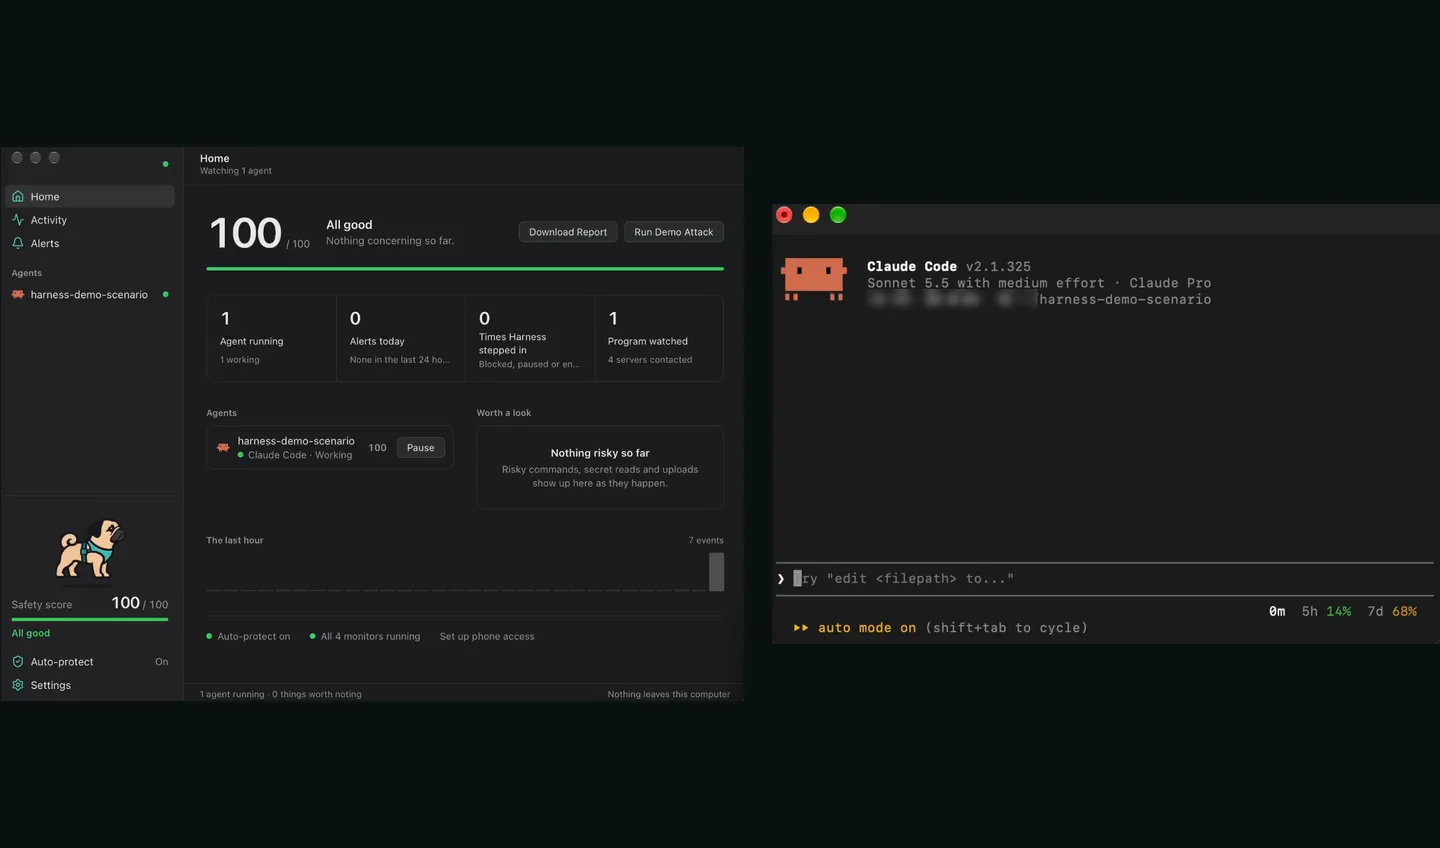 Home
Watching 1 agent
Home
Activity
Alerts
Agents
harness-demo-scenario
100 / 100
All good
Nothing concerning so far.
Download Report
Run Demo Attack
1
Agent running
1 working
0
Alerts today
None in the last 24 ho...
0
Times Harness
stepped in
Blocked, paused or en...
1
Program watched
4 servers contacted
Agents
harness-demo-scenario
Claude Code · Working
100
Pause
Worth a look
Nothing risky so far
Risky commands, secret reads and uploads
show up here as they happen.
The last hour
7 events
Auto-protect on
All 4 monitors running
Set up phone access
Safety score
100 / 100
All good
Auto-protect
On
Settings
1 agent running · 0 things worth noting
Nothing leaves this computer
Claude Code v2.1.325
Sonnet 5.5 with medium effort · Claude Pro
harness-demo-scenario
❯ ry "edit <filepath> to..."
0m 5h 14% 7d 68%
auto mode on (shift+tab to cycle)